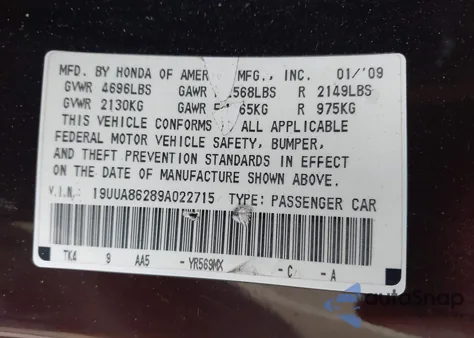 MFD. BY HONDA OF AMER MFG., INC. 01/'09
GVWR 4696LBS GAWR 2568LBS R 2149LBS
GVWR 2130KG GAWR 65KG R 975KG
THIS VEHICLE CONFORMS ALL APPLICABLE
FEDERAL MOTOR VEHICLE SAFETY, BUMPER,
AND THEFT PREVENTION STANDARDS IN EFFECT
ON THE DATE OF MANUFACTURE SHOWN ABOVE.
V.I.N.: 19UUA86289A022715 TYPE: PASSENGER CAR
TK4 9 AA5 -YR569MX -C -A
autoSnap